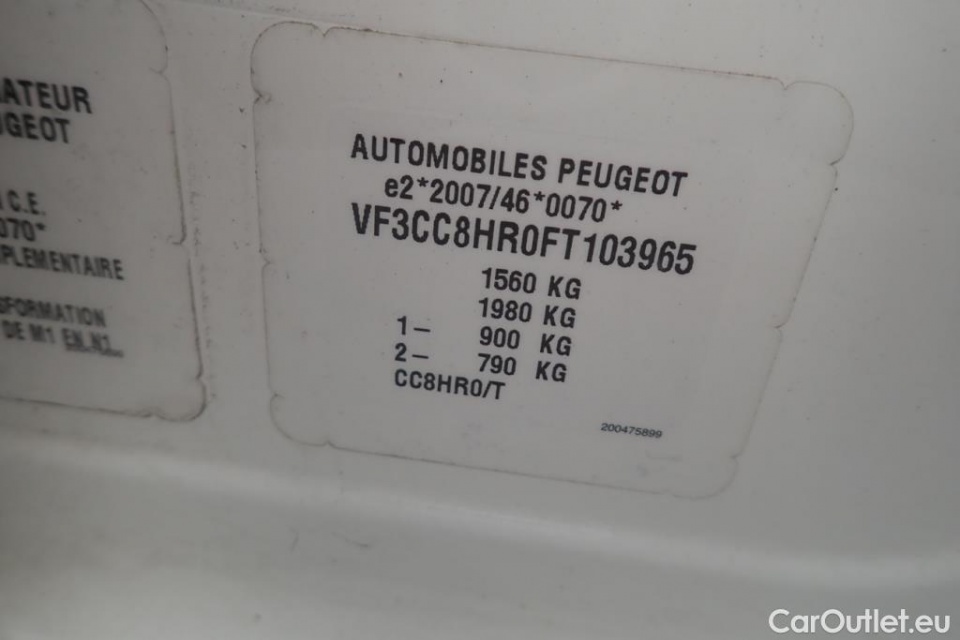 ATEUR
GEOT
C.E.
070*
PLEMENTAIRE
SFORMATION
DE M1 EN N1
AUTOMOBILES PEUGEOT
e2*2007/46*0070*
VF3CC8HR0FT103965
1560 KG
1980 KG
1– 900 KG
2– 790 KG
CC8HR0/T
200475899
CarOutlet.eu